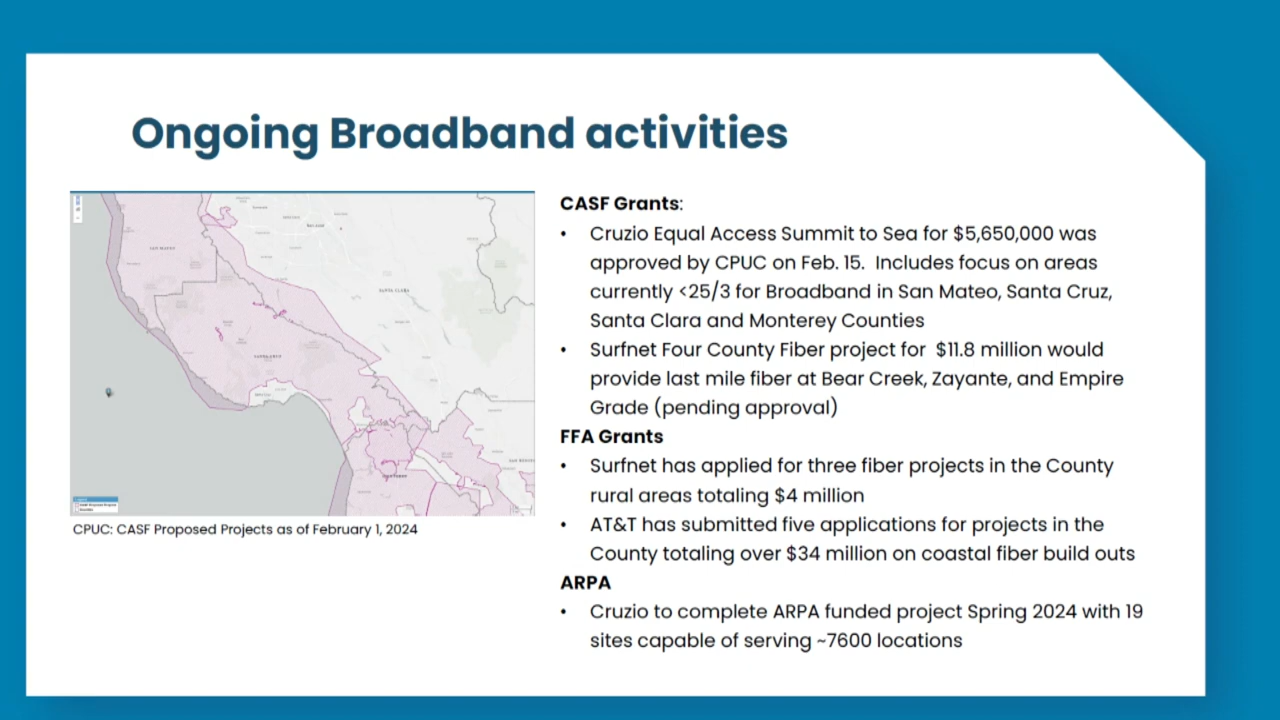 Ongoing Broadband activities
SAN MATEO
SANTA CLARA
SANTA CRUZ
CPUC: CASF Proposed Projects as of February 1, 2024
CASF Grants:
• Cruzio Equal Access Summit to Sea for $5,650,000 was
approved by CPUC on Feb. 15.  Includes focus on areas
currently <25/3 for Broadband in San Mateo, Santa Cruz,
Santa Clara and Monterey Counties
• Surfnet Four County Fiber project for  $11.8 million would
provide last mile fiber at Bear Creek, Zayante, and Empire
Grade (pending approval)
FFA Grants
• Surfnet has applied for three fiber projects in the County
rural areas totaling $4 million
• AT&T has submitted five applications for projects in the
County totaling over $34 million on coastal fiber build outs
ARPA
• Cruzio to complete ARPA funded project Spring 2024 with 19
sites capable of serving ~7600 locations